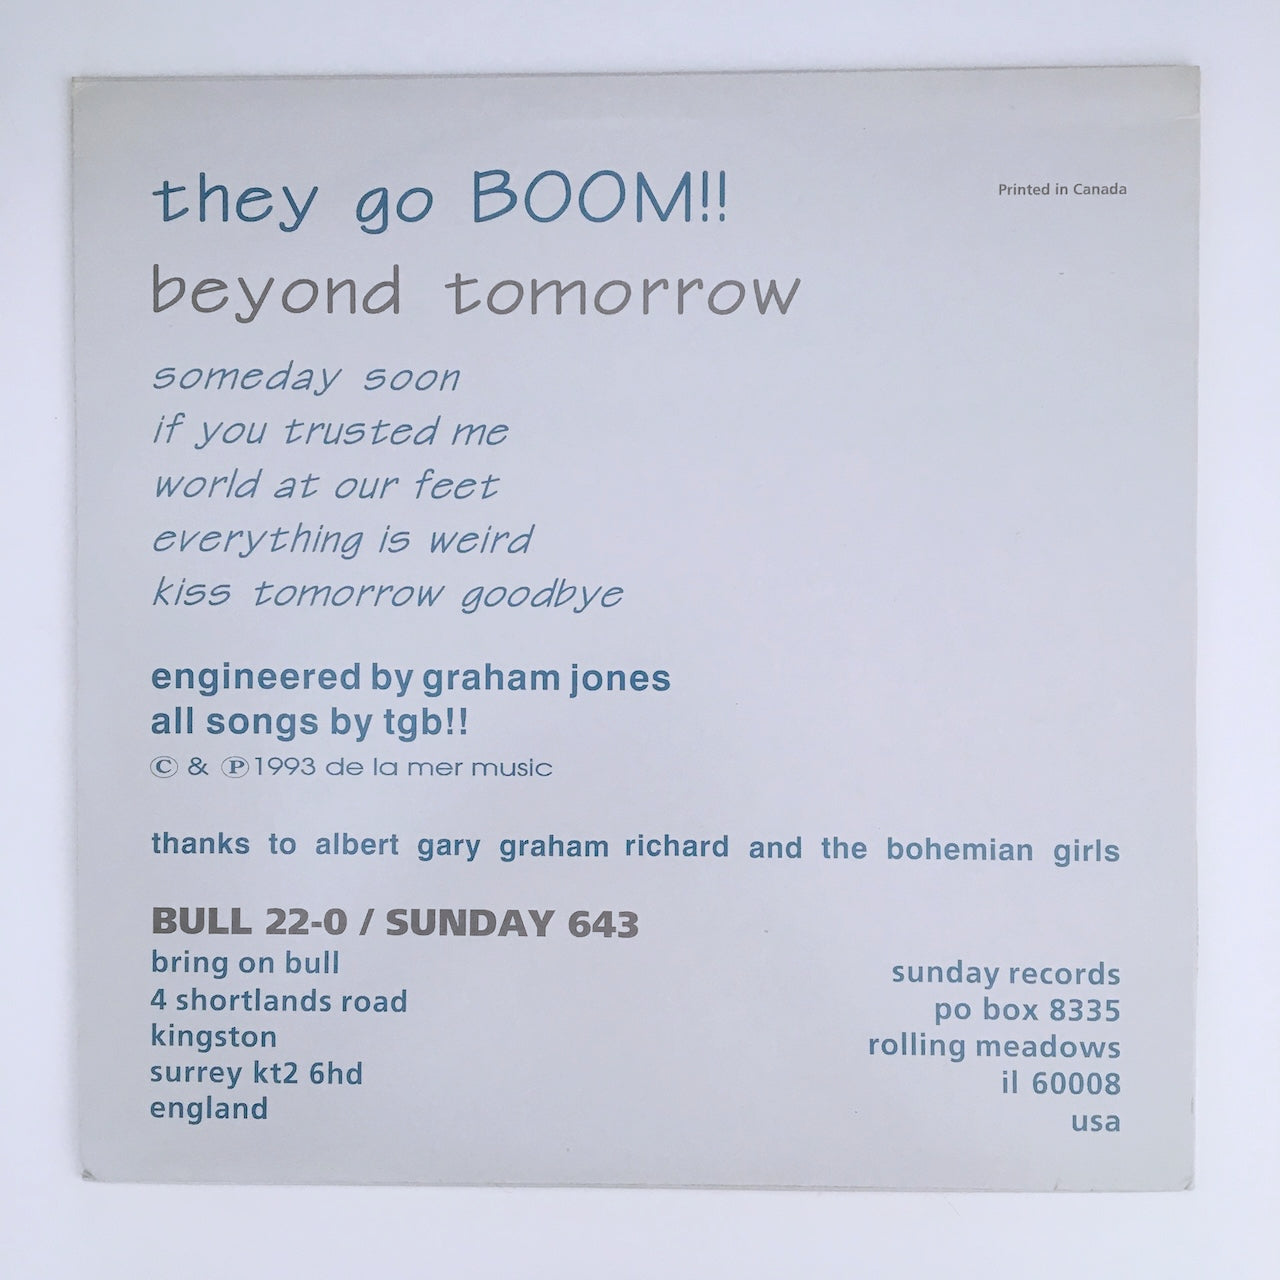 they go BOOM!!
Printed in Canada
beyond tomorrow
someday soon
if you trusted me
world at our feet
everything is weird
kiss tomorrow goodbye
engineered by graham jones
all songs by tgb!!
© & ℗1993 de la mer music
thanks to albert gary graham richard and the bohemian girls
BULL 22-0 / SUNDAY 643
bring on bull
4 shortlands road
kingston
surrey kt2 6hd
england
sunday records
po box 8335
rolling meadows
il 60008
usa